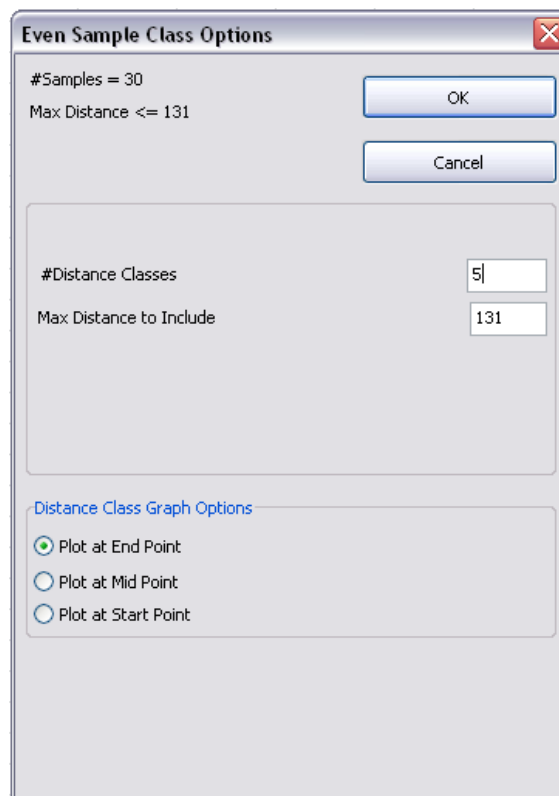 Even Sample Class Options
#Samples = 30
Max Distance <= 131
OK
Cancel
#Distance Classes
5
Max Distance to Include
131
Distance Class Graph Options
Plot at End Point
Plot at Mid Point
Plot at Start Point